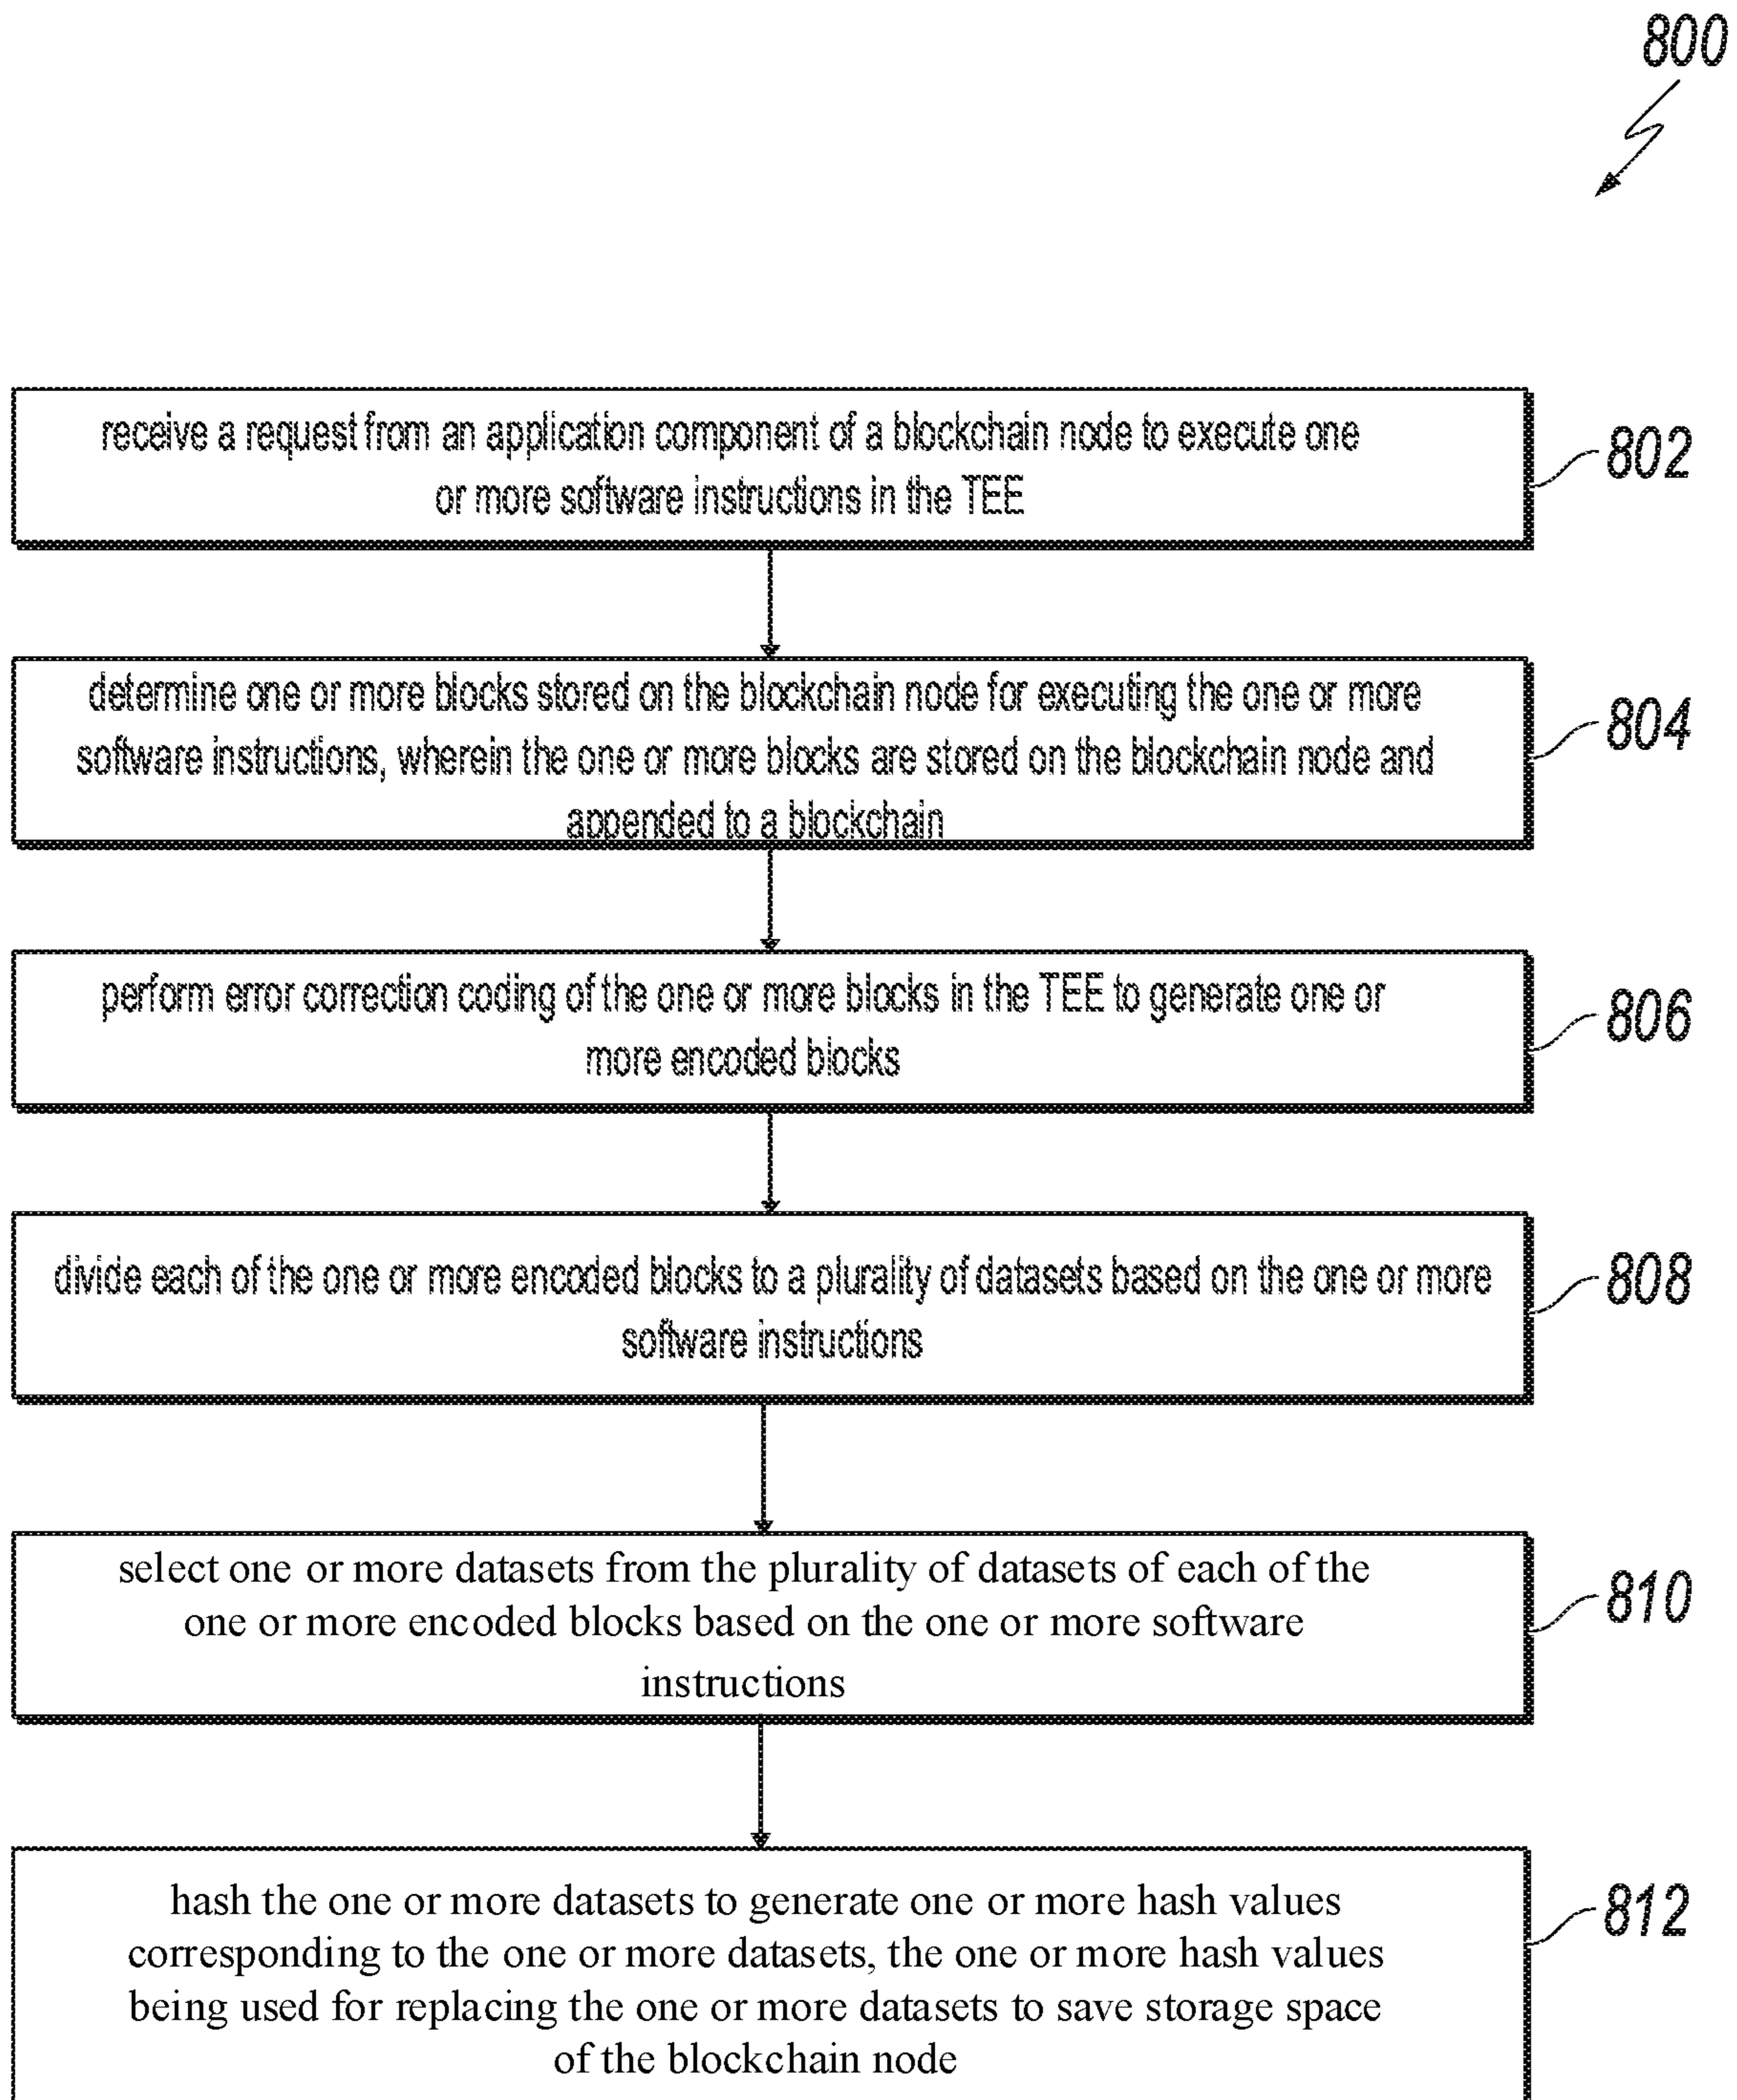 800
receive a request from an application component of a blockchain node to execute one
or more software instructions in the TEE
802
determine one or more blocks stored on the blockchain node for executing the one or more
software instructions, wherein the one or more blocks are stored on the blockchain node and
appended to a blockchain
804
perform error correction coding of the one or more blocks in the TEE to generate one or
more encoded blocks
806
divide each of the one or more encoded blocks to a plurality of datasets based on the one or more
software instructions
808
select one or more datasets from the plurality of datasets of each of the
one or more encoded blocks based on the one or more software
instructions
810
hash the one or more datasets to generate one or more hash values
corresponding to the one or more datasets, the one or more hash values
being used for replacing the one or more datasets to save storage space
of the blockchain node
812